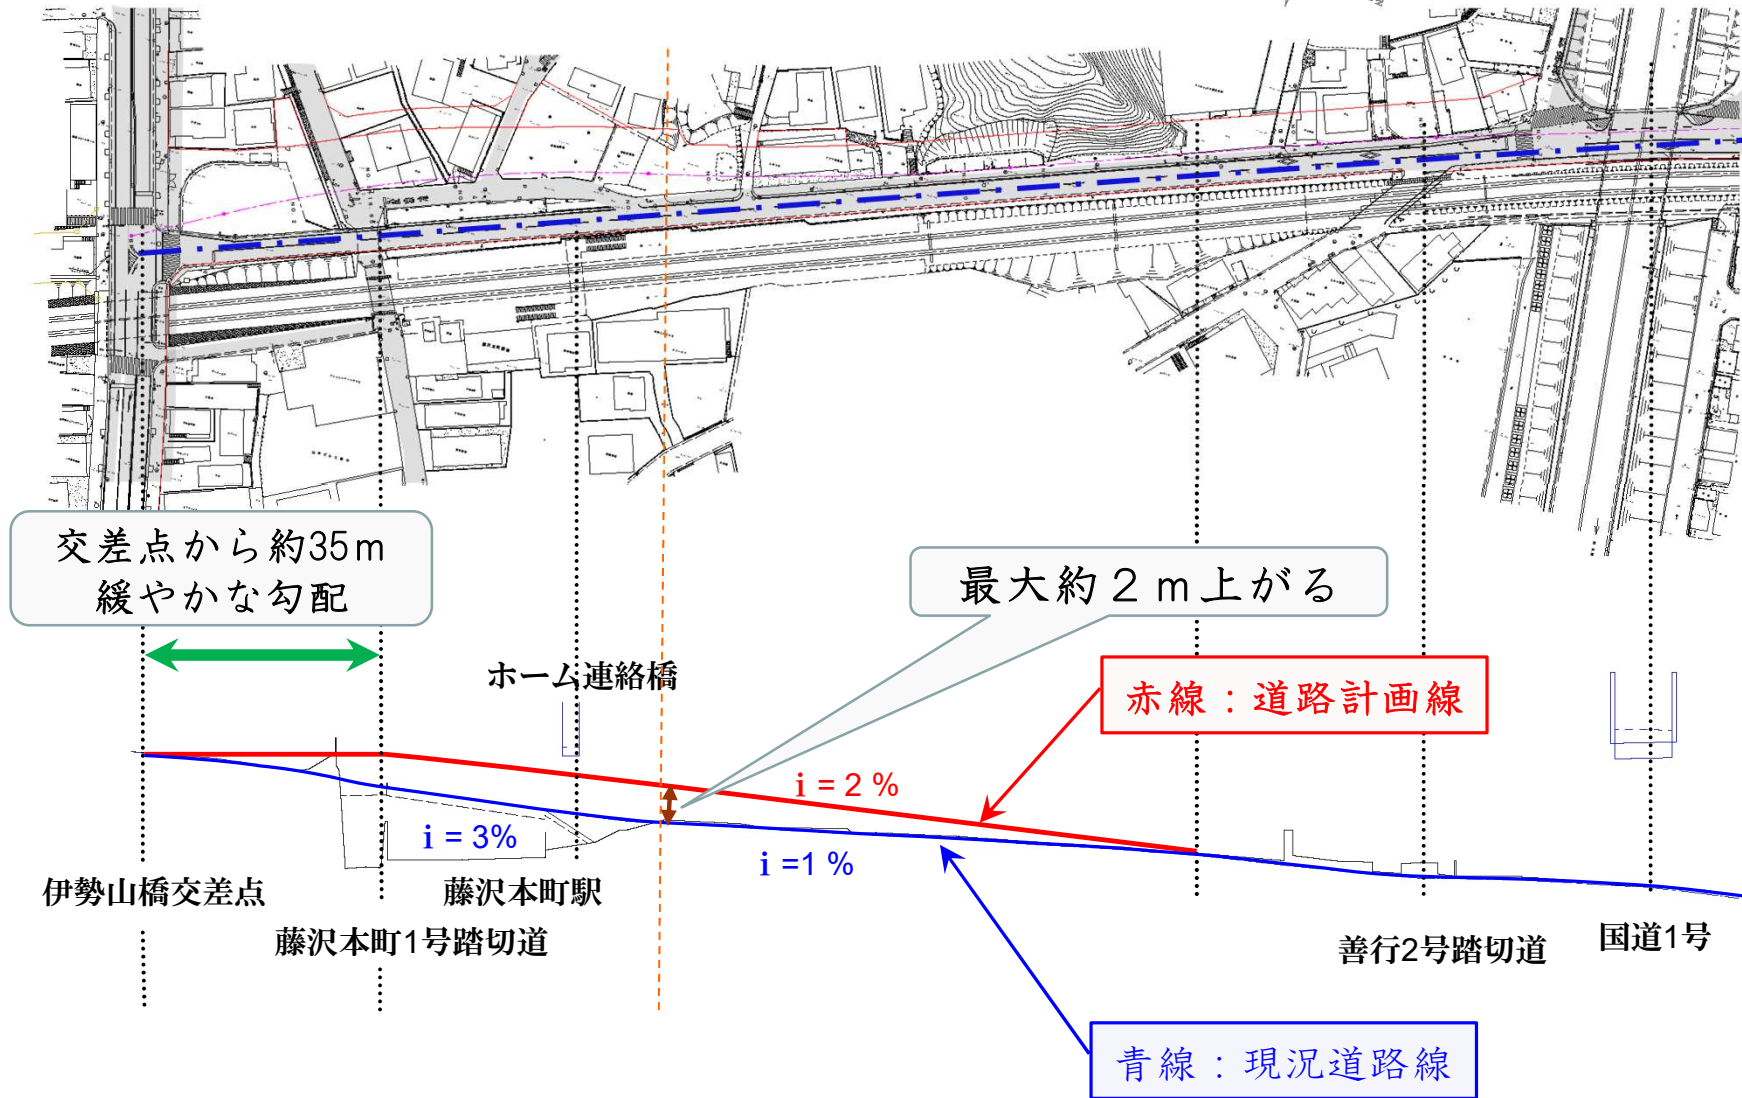 交差点から約35m
緩やかな勾配
最大約２ｍ上がる
ホーム連絡橋
赤線：道路計画線
i = 2 %
i = 3%
i =1 %
伊勢山橋交差点
藤沢本町駅
藤沢本町1号踏切道
善行2号踏切道
国道1号
青線：現況道路線